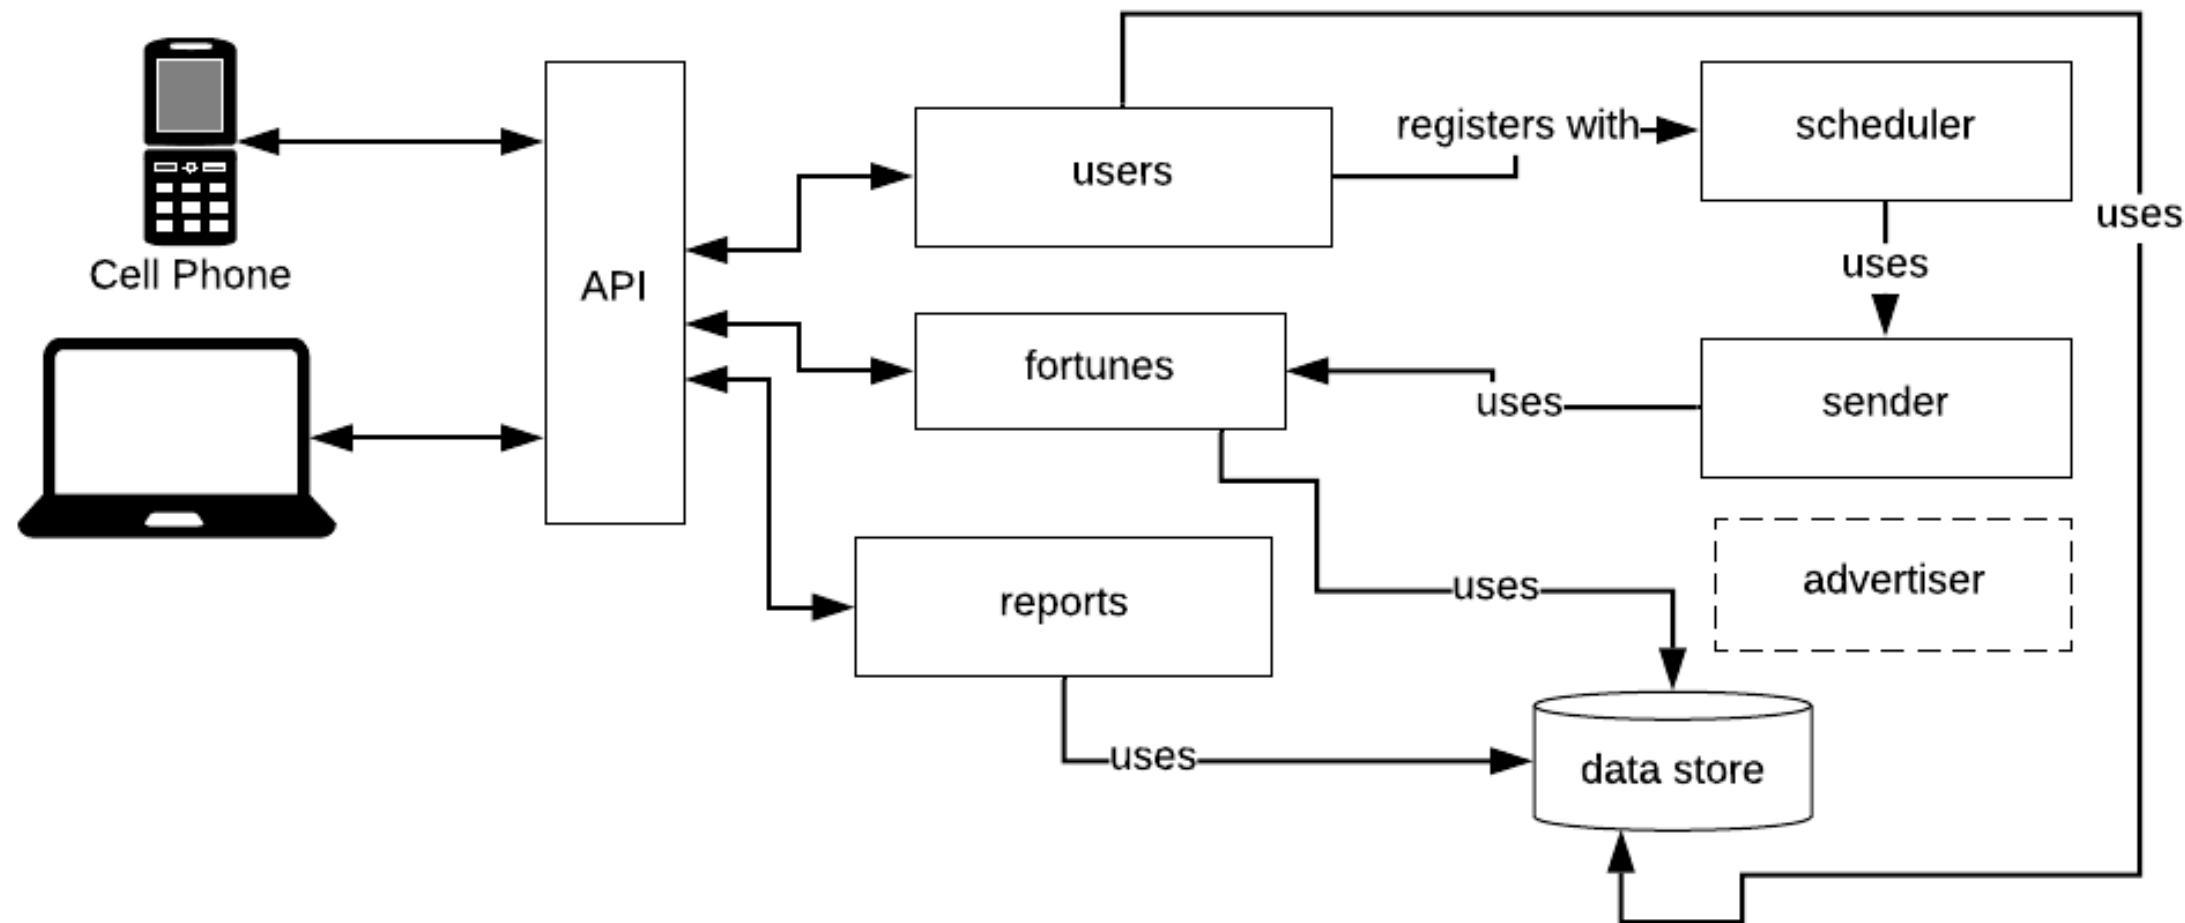 Cell Phone
API
users
registers with
scheduler
uses
uses
fortunes
uses
sender
reports
uses
advertiser
uses
data store